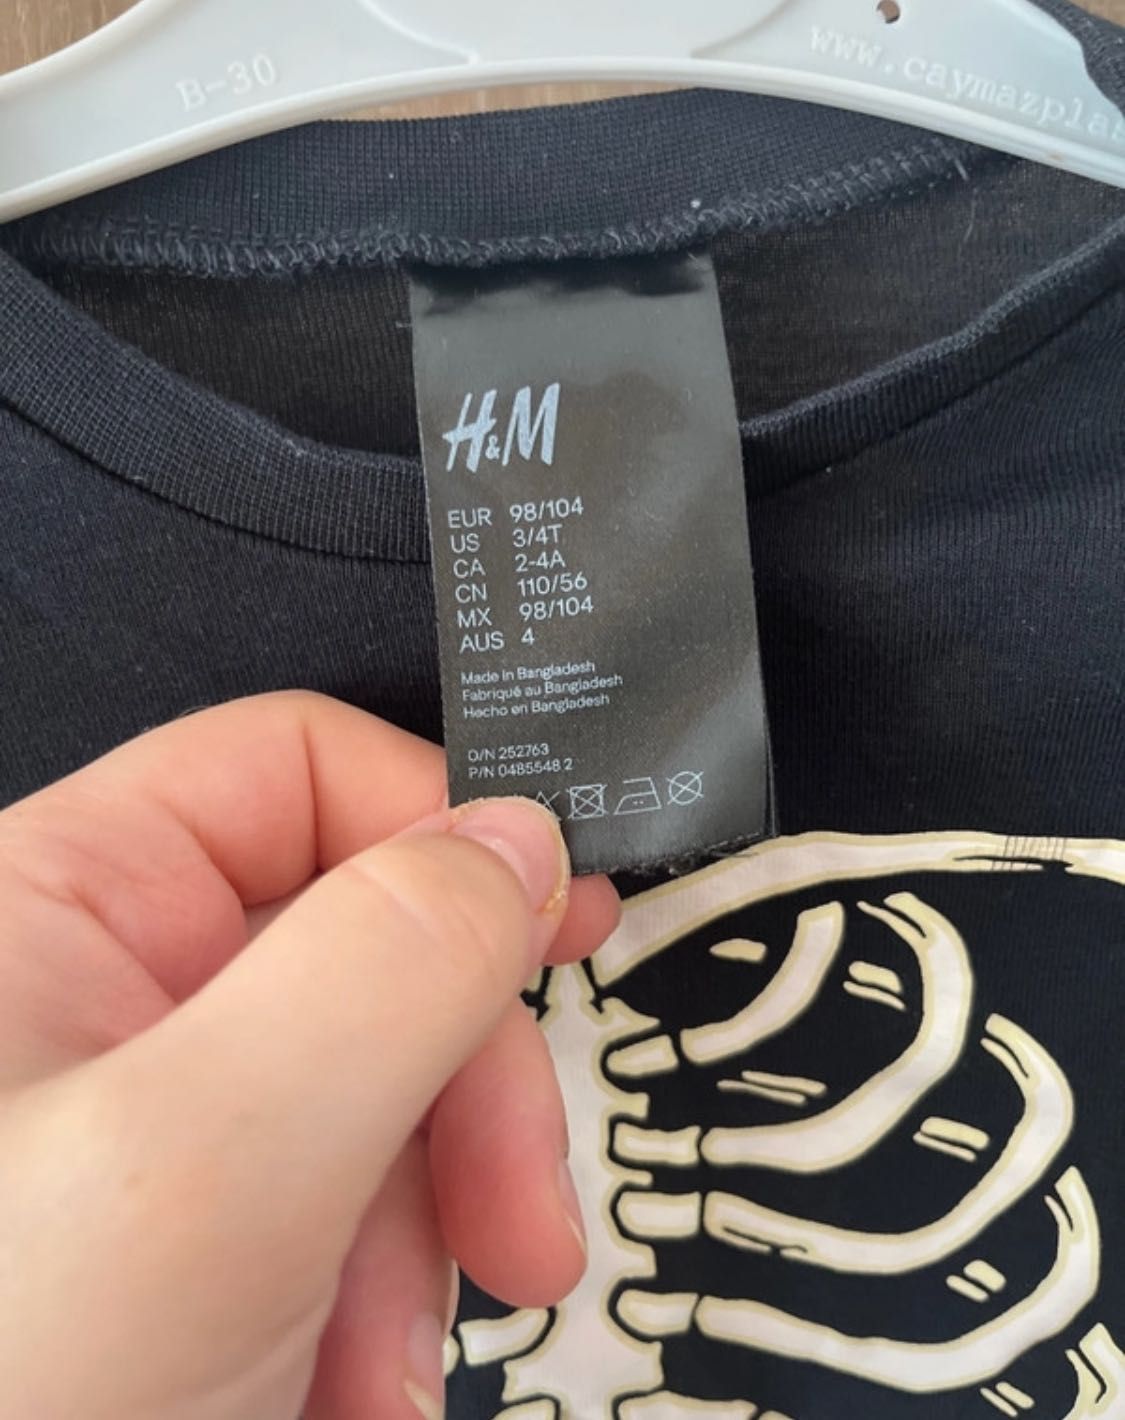 B-30
www.caymazplas
H&M
EUR 98/104
US 3/4T
CA 2-4A
CN 110/56
MX 98/104
AUS 4
Made in Bangladesh
Fabriqué au Bangladesh
Hecho en Bangladesh
O/N 252763
P/N 0485548 2